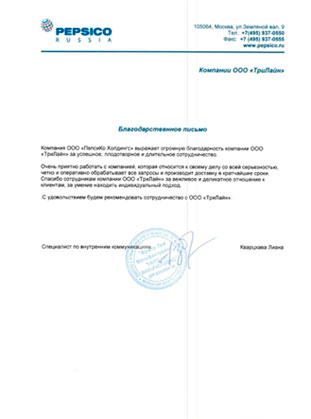 PEPSICO
RUSSIA
105064, Москва, ул.Земляной вал, 9
Тел: +7(495) 937-0550
Факс: +7 (495) 937-0555
www.pepsico.ru
Компании ООО «ТриЛайн»
Благодарственное письмо
Компания ООО «ПепсиКо Холдингс» выражает огромную благодарность компании ООО
«ТриЛайн» за успешное, плодотворное и длительное сотрудничество.
Очень приятно работать с компанией, которая относится к своему делу со всей серьезностью,
четко и оперативно обрабатывает все запросы и производит доставку в кратчайшие сроки.
Спасибо сотрудникам компании ООО «ТриЛайн» за вежливое и деликатное отношение к
клиентам, за умение находить индивидуальный подход.
С удовольствием будем рекомендовать сотрудничество с ООО «ТриЛайн»
Специалист по внутренним коммуникациям
Кварцхава Лиана